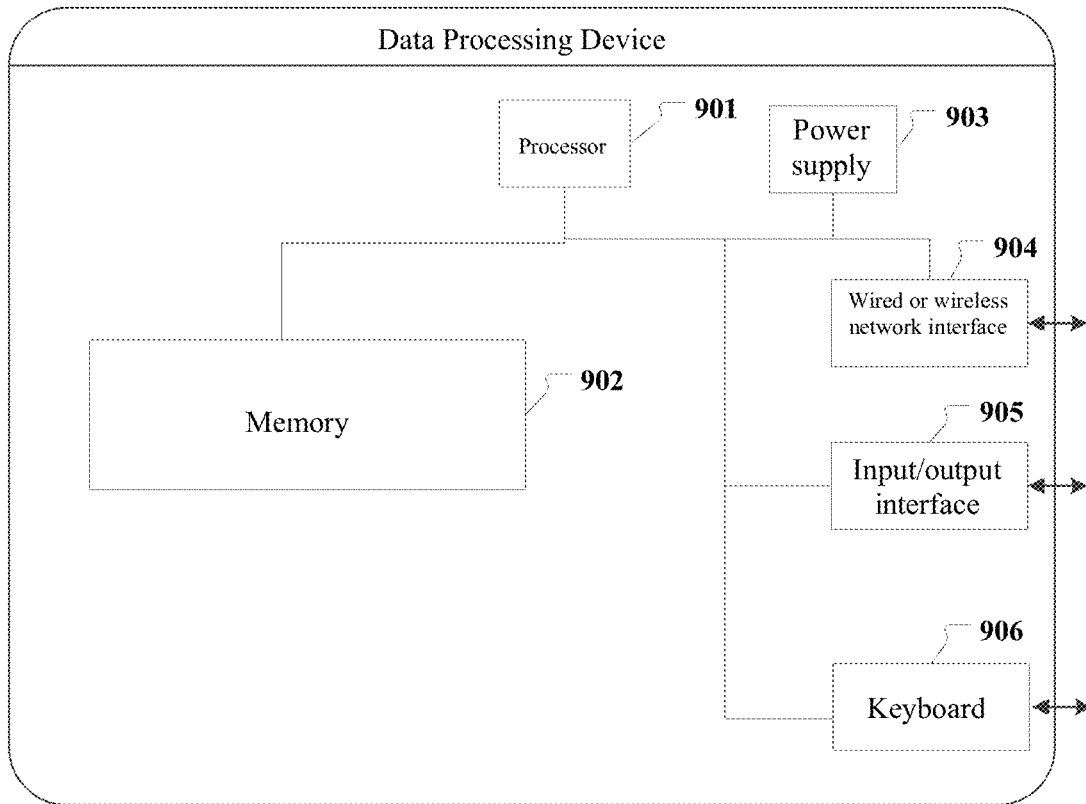 Data Processing Device
901
Processor
903
Power
supply
904
Wired or wireless
network interface
902
Memory
905
Input/output
interface
906
Keyboard